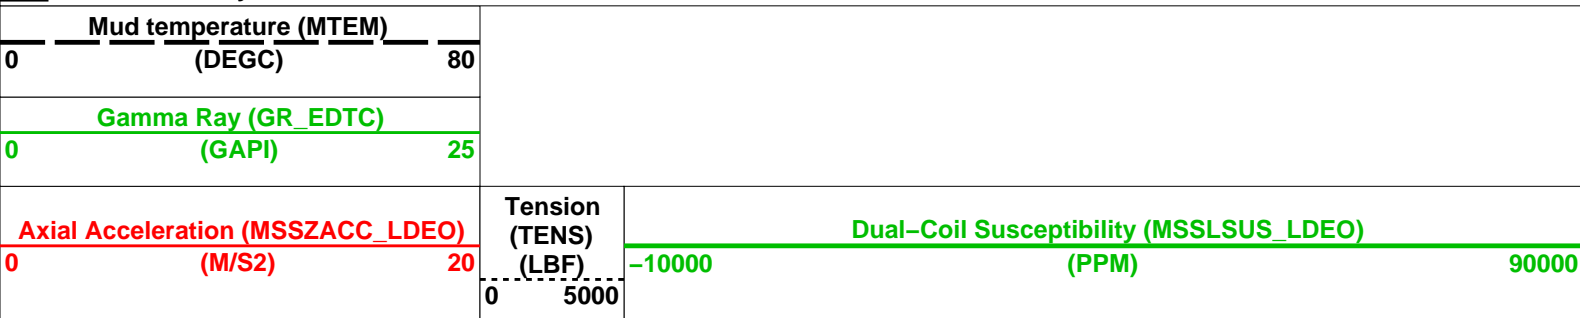 Mud temperature (MTEM)
0 (DEGC) 80
Gamma Ray (GR_EDTC)
0 (GAPI) 25
Axial Acceleration (MSSZACC_LDEO)
0 (M/S2) 20
Tension
(TENS)
(LBF)
0 5000
Dual−Coil Susceptibility (MSSLSUS_LDEO)
−10000 (PPM) 90000